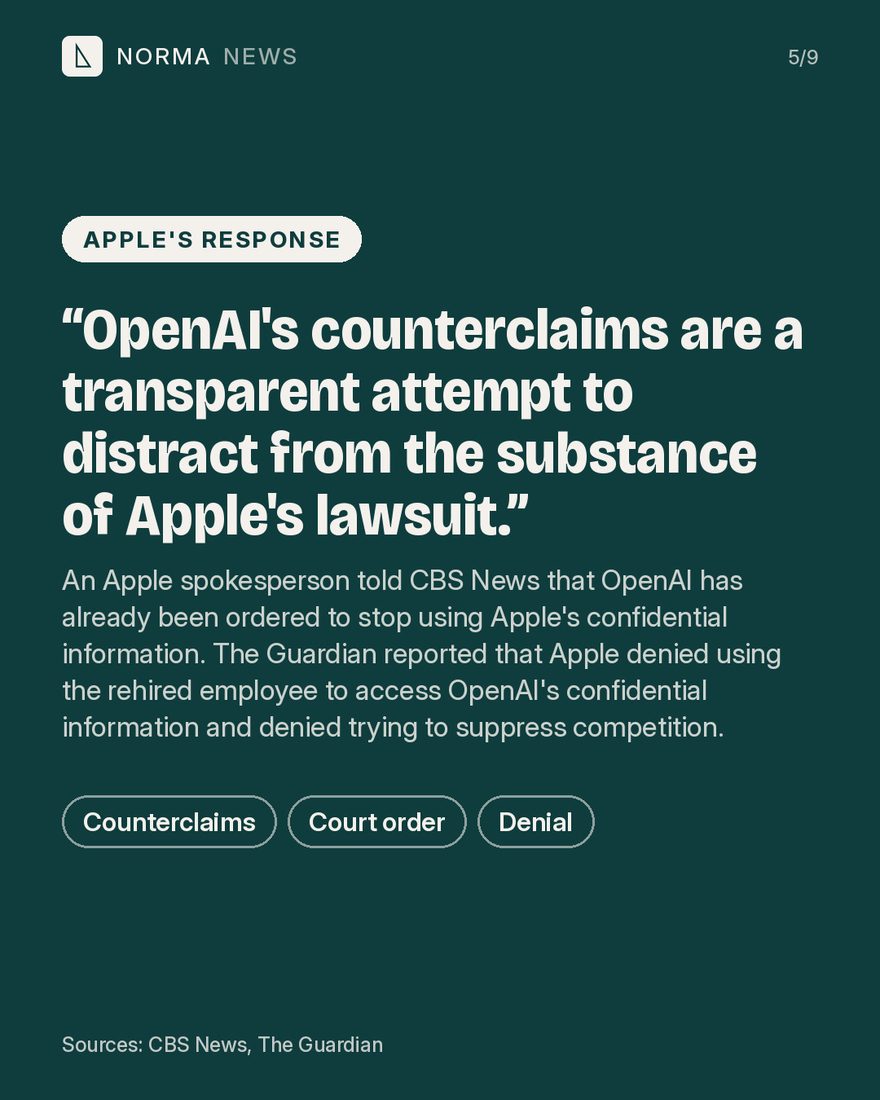 NORMA NEWS
5/9
APPLE'S RESPONSE
“OpenAI's counterclaims are a
transparent attempt to
distract from the substance
of Apple's lawsuit.”
An Apple spokesperson told CBS News that OpenAI has
already been ordered to stop using Apple's confidential
information. The Guardian reported that Apple denied using
the rehired employee to access OpenAI's confidential
information and denied trying to suppress competition.
Counterclaims
Court order
Denial
Sources: CBS News, The Guardian